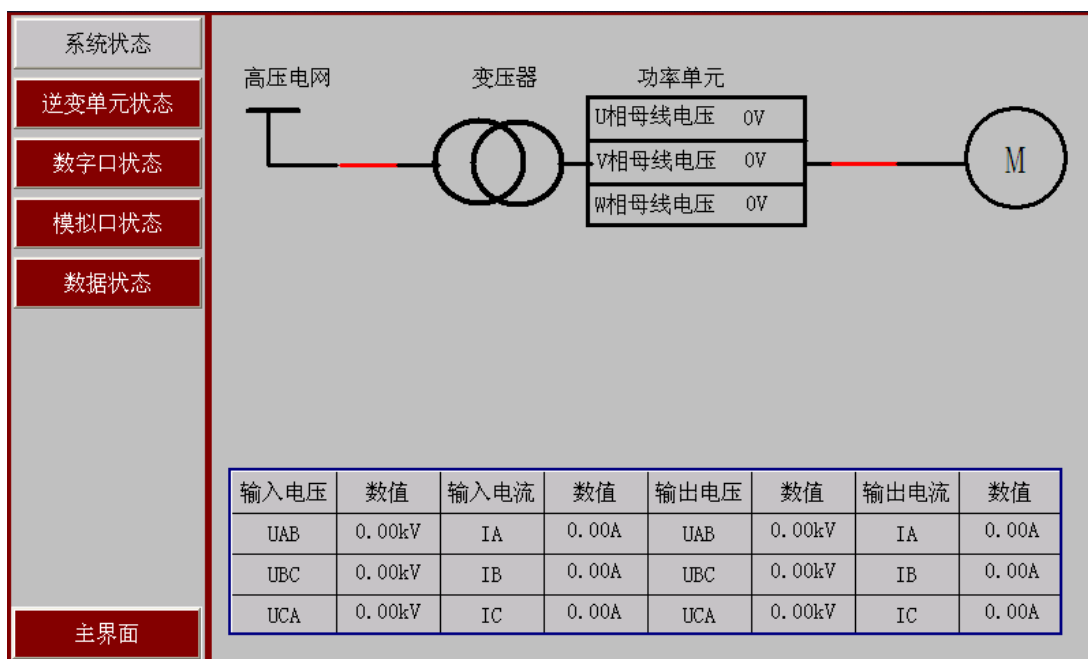 系统状态
逆变单元状态
数字口状态
模拟口状态
数据状态
主界面
高压电网 变压器 功率单元
U相母线电压 0V
V相母线电压 0V
W相母线电压 0V
M
输入电压 数值 输入电流 数值 输出电压 数值 输出电流 数值
UAB 0.00kV IA 0.00A UAB 0.00kV IA 0.00A
UBC 0.00kV IB 0.00A UBC 0.00kV IB 0.00A
UCA 0.00kV IC 0.00A UCA 0.00kV IC 0.00A